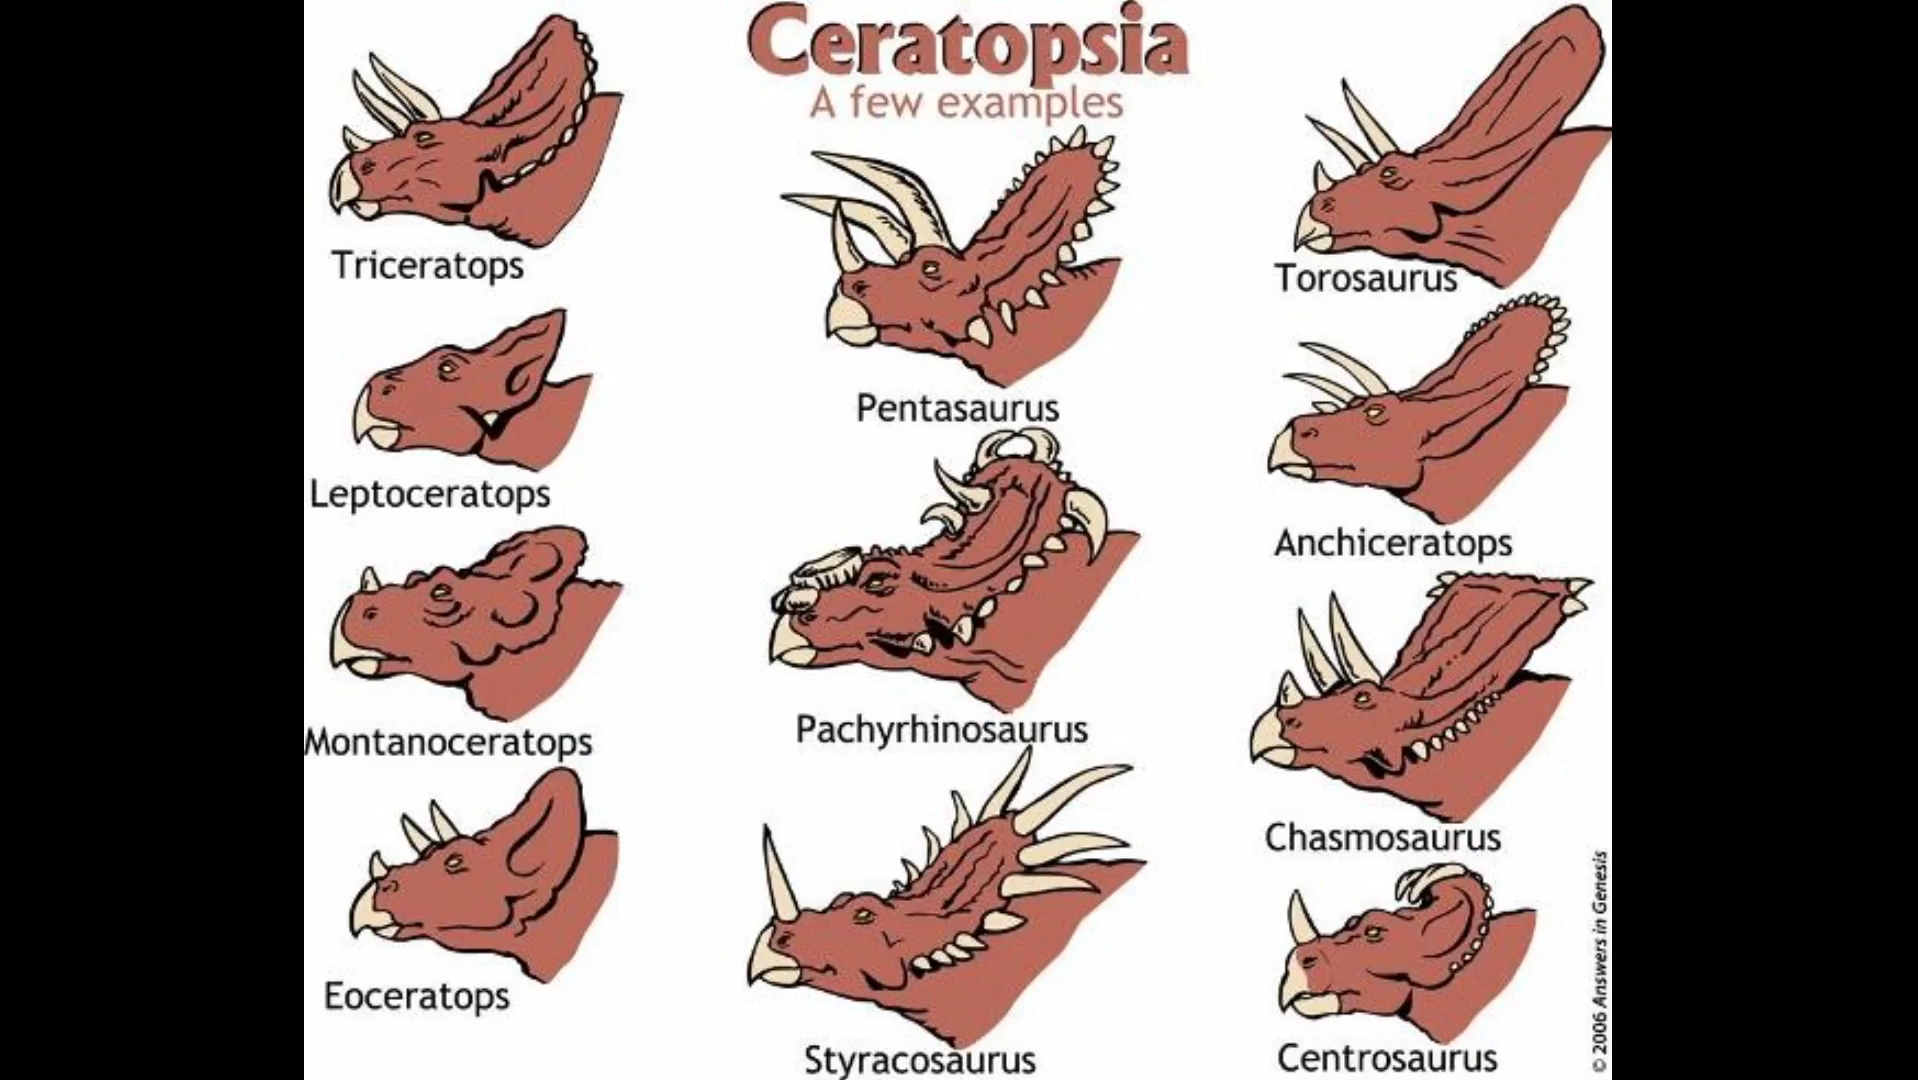 Ceratopsia
A few examples
Triceratops
Leptoceratops
Montanoceratops
Eoceratops
Pentasaurus
Pachyrhinosaurus
Styracosaurus
Torosaurus
Anchiceratops
Chasmosaurus
Centrosaurus
© 2006 Answers in Genesis